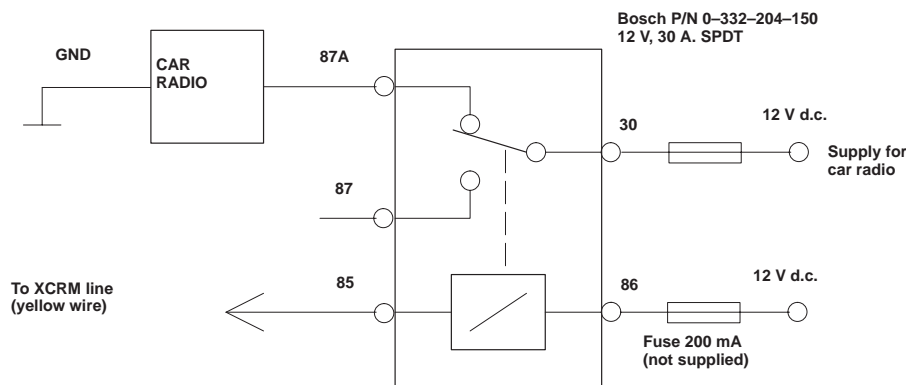 Bosch P/N 0–332–204–150
12 V, 30 A. SPDT
GND
CAR
RADIO
87A
30
12 V d.c.
Supply for
car radio
87
To XCRM line
(yellow wire)
85
86
12 V d.c.
Fuse 200 mA
(not supplied)